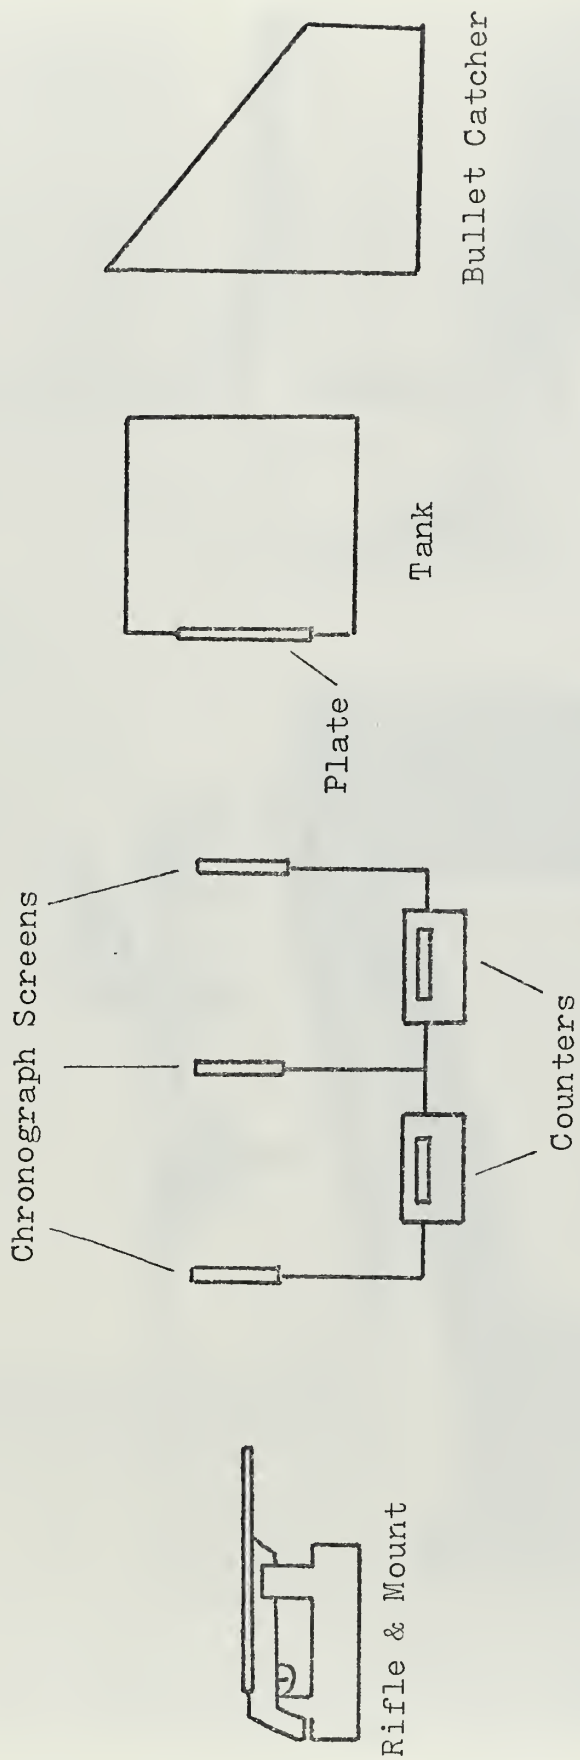 Chronograph Screens
Plate
Tank
Bullet Catcher
Rifle & Mount
Counters